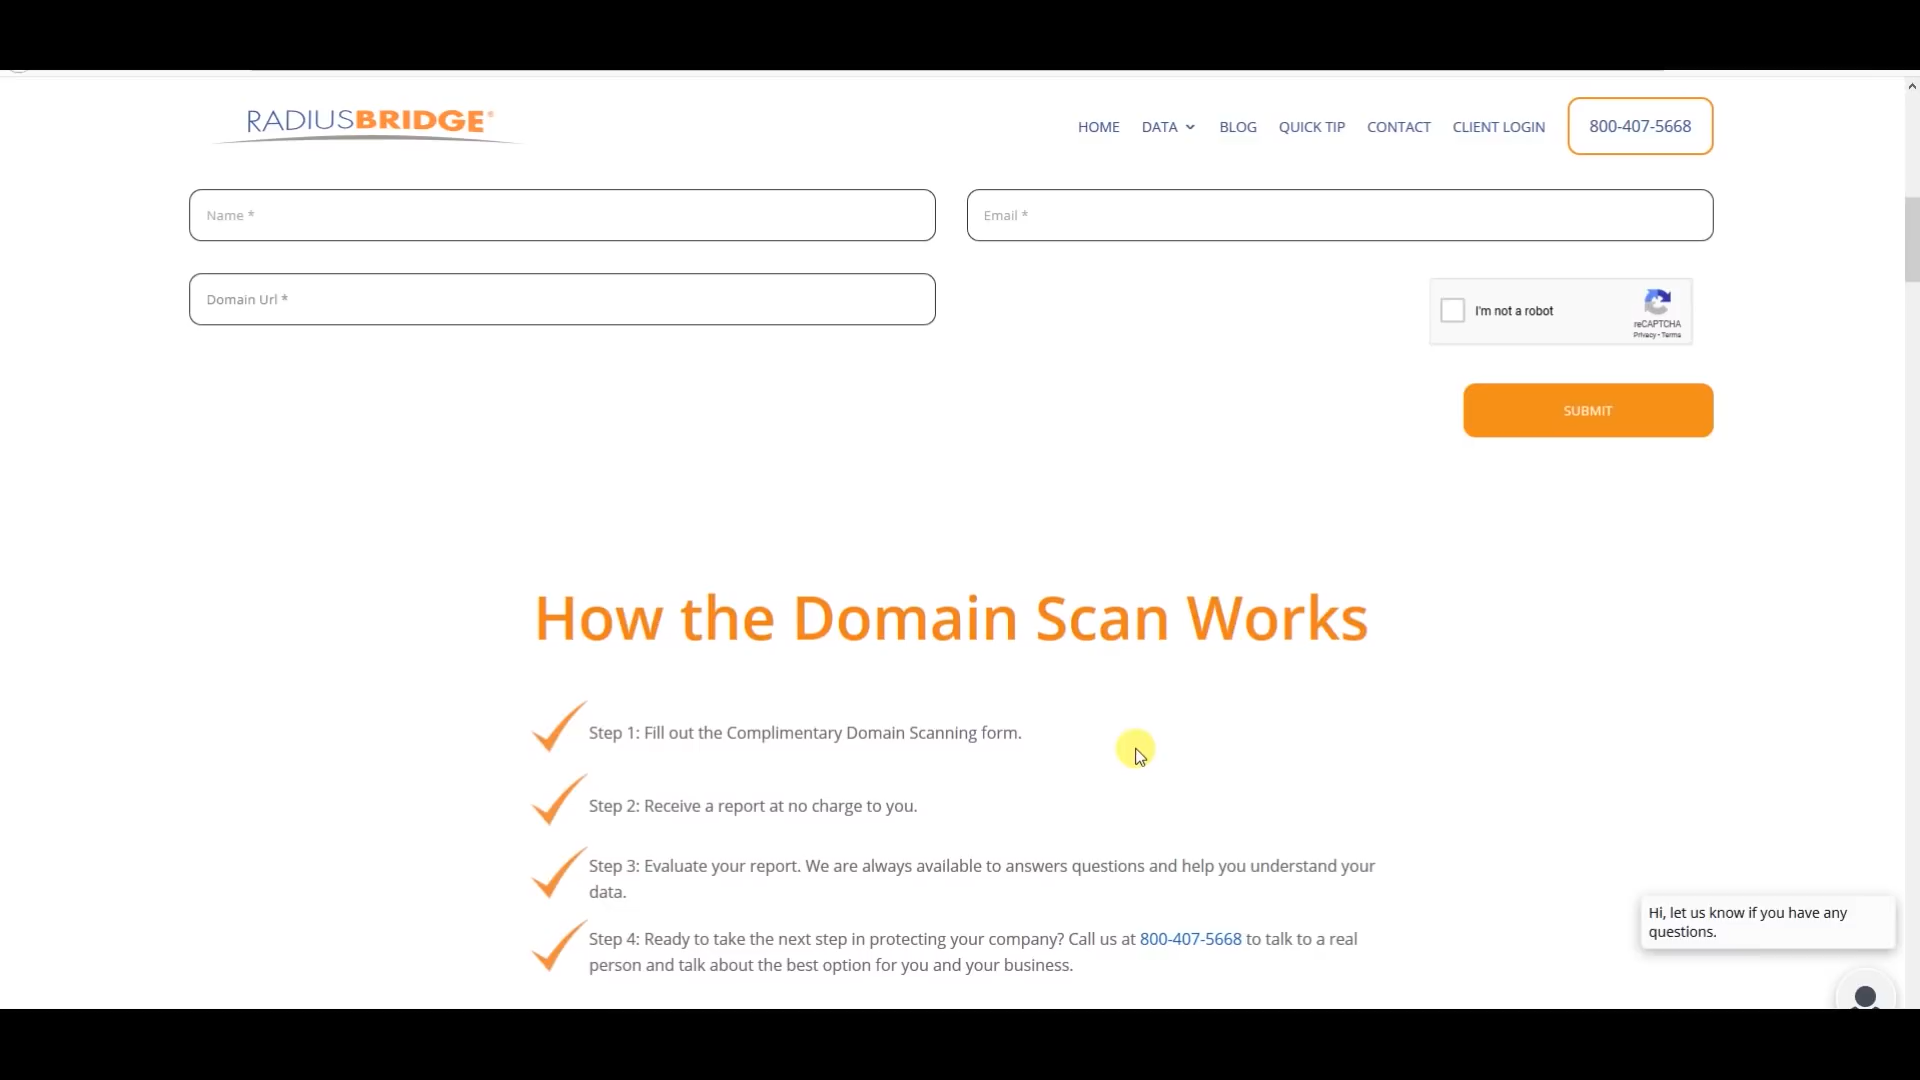 RADIUSBRIDGE®
HOME DATA BLOG QUICK TIP CONTACT CLIENT LOGIN 800-407-5668
Name * Email *
Domain Url *
I'm not a robot
reCAPTCHA
Privacy - Terms
SUBMIT
How the Domain Scan Works
Step 1: Fill out the Complimentary Domain Scanning form.
Step 2: Receive a report at no charge to you.
Step 3: Evaluate your report. We are always available to answers questions and help you understand your
data.
Step 4: Ready to take the next step in protecting your company? Call us at 800-407-5668 to talk to a real
person and talk about the best option for you and your business.
Hi, let us know if you have any
questions.